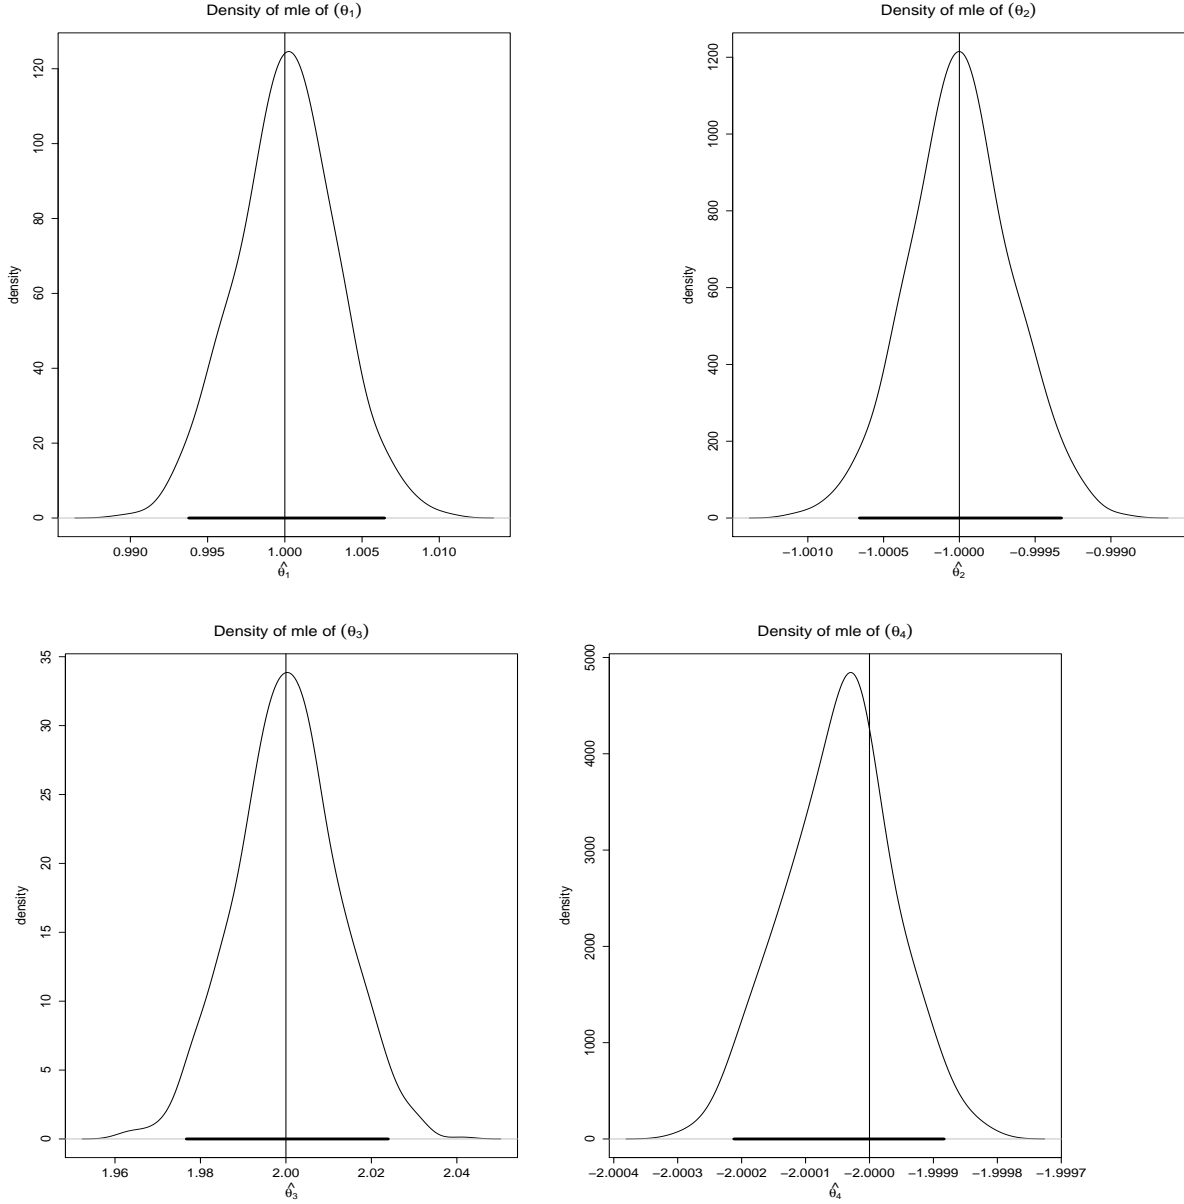 Density of mle of (θ1)
density
0 20 40 60 80 100 120
0.990 0.995 1.000 1.005 1.010
θ̂1
Density of mle of (θ2)
density
0 200 400 600 800 1000 1200
−1.0010 −1.0005 −1.0000 −0.9995 −0.9990
θ̂2
Density of mle of (θ3)
density
0 5 10 15 20 25 30 35
1.96 1.98 2.00 2.02 2.04
θ̂3
Density of mle of (θ4)
density
0 1000 2000 3000 4000 5000
−2.0004 −2.0003 −2.0002 −2.0001 −2.0000 −1.9999 −1.9998 −1.9997
θ̂4